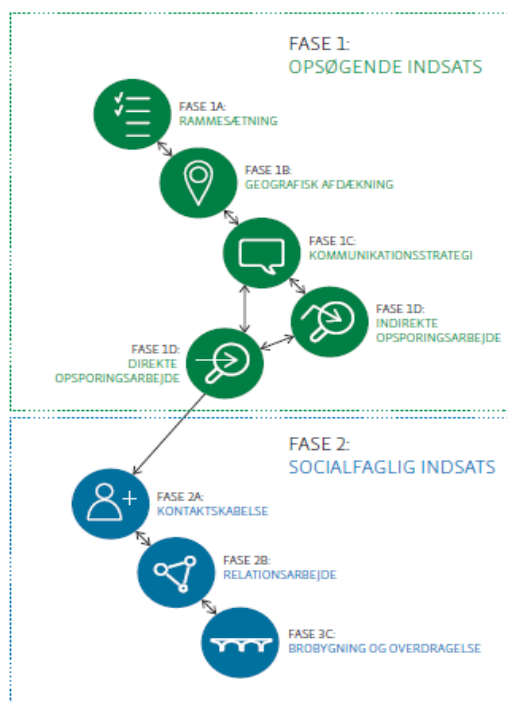 FASE 1:
OPSØGENDE INDSATS
FASE 1A:
RAMMESÆTNING
FASE 1B:
GEOGRAFISK AFDÆKNING
FASE 1C:
KOMMUNIKATIONSSTRATEGI
FASE 1D:
INDIREKTE
OPSPORINGSARBEJDE
FASE 1D:
DIREKTE
OPSPORINGSARBEJDE
FASE 2:
SOCIALFAGLIG INDSATS
FASE 2A:
KONTAKTSKABELSE
FASE 2B:
RELATIONSARBEJDE
FASE 3C:
BROBYGNING OG OVERDRAGELSE